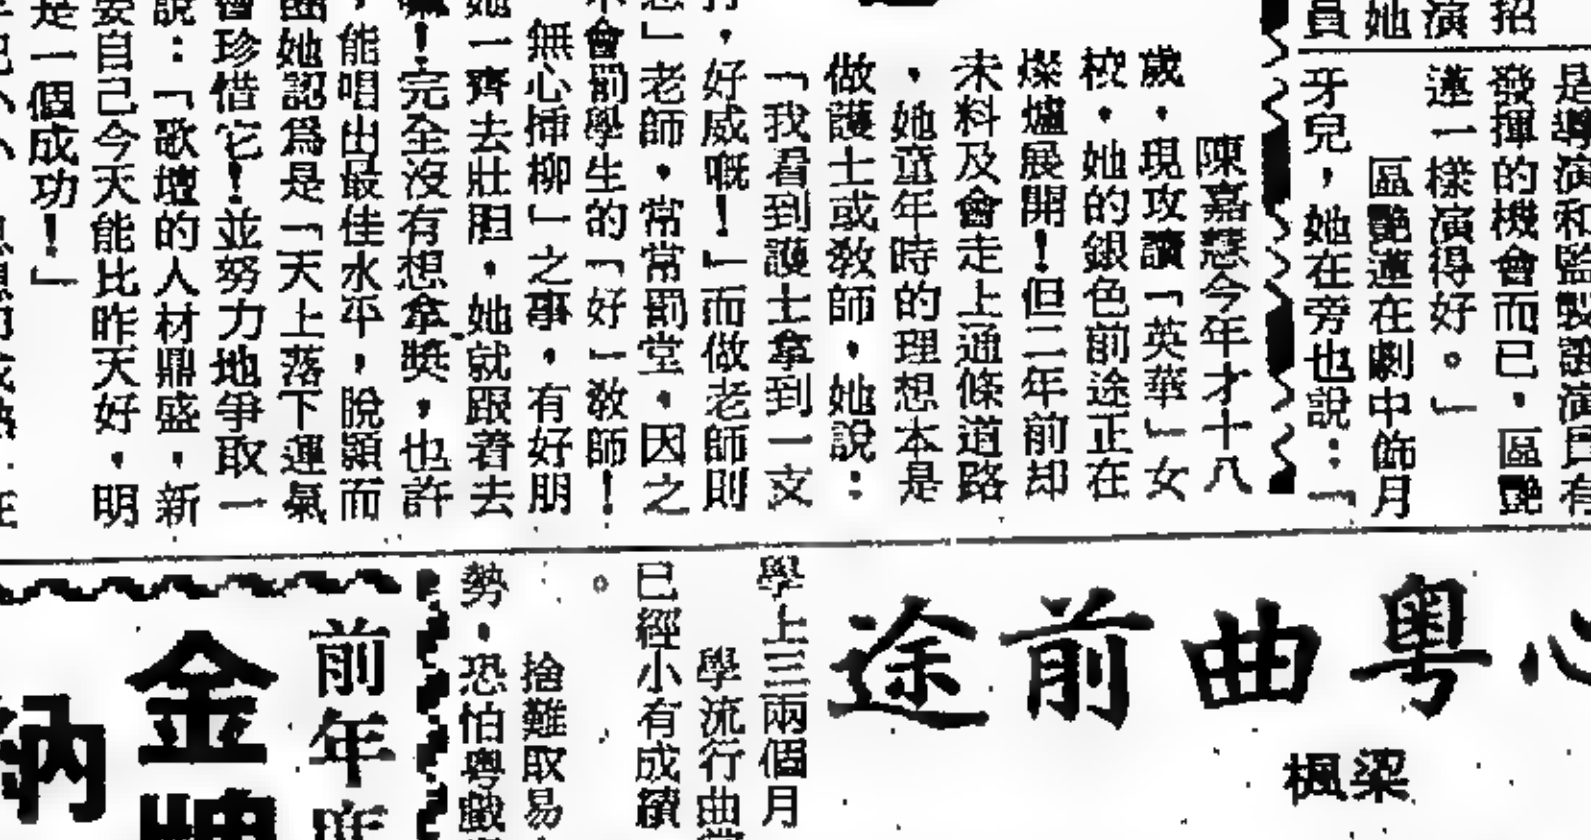 招
演
她
員
是導演和監製讓演員有
發揮的機會而已，區艷
蓮一樣演得好。」
區艷蓮在劇中飾月
牙兒，她在旁也說：「
陳嘉慧今年才十八
歲，現攻讀「英華」女
校，她的銀色前途正在
燦爛展開！但二年前却
未料及會走上通條道路
，她童年時的理想本是
做護士或教師，她說：
「我看到護士拿到一支
，好威嘅！」而做老師則
」老師，常常罰堂，因之
會罰學生的「好」教師！
無心插柳」之事，有好朋
一齊去壯胆，她就跟着去
！完全沒有想拿獎，也許
，能唱出最佳水平，脫穎而
她認爲是「天上落下運氣
會珍惜它！並努力地爭取一
說：「歌壇的人材鼎盛，新
自己今天能比昨天好，明
是一個成功！」
心粵曲前途
梁楓
學上三兩個月
學流行曲
已經小有成績
。
捨難取易
勢，恐怕粵戲
前年
金牌
納